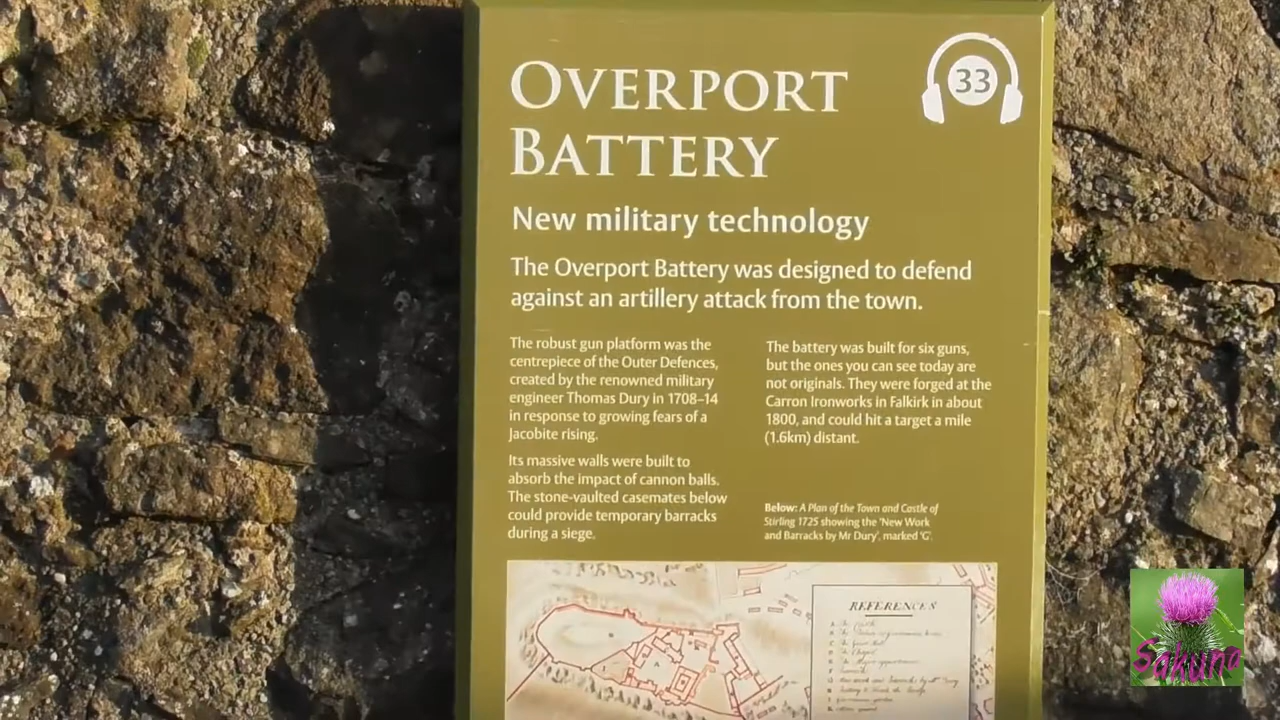 OVERPORT
BATTERY
33
New military technology
The Overport Battery was designed to defend
against an artillery attack from the town.
The robust gun platform was the
centrepiece of the Outer Defences,
created by the renowned military
engineer Thomas Dury in 1708–14
in response to growing fears of a
Jacobite rising.
Its massive walls were built to
absorb the impact of cannon balls.
The stone-vaulted casemates below
could provide temporary barracks
during a siege.
The battery was built for six guns,
but the ones you can see today are
not originals. They were forged at the
Carron Ironworks in Falkirk in about
1800, and could hit a target a mile
(1.6km) distant.
Below: A Plan of the Town and Castle of
Stirling 1725 showing the 'New Work
and Barracks by Mr Dury', marked 'G'.
REFERENCES
A
Sakuna